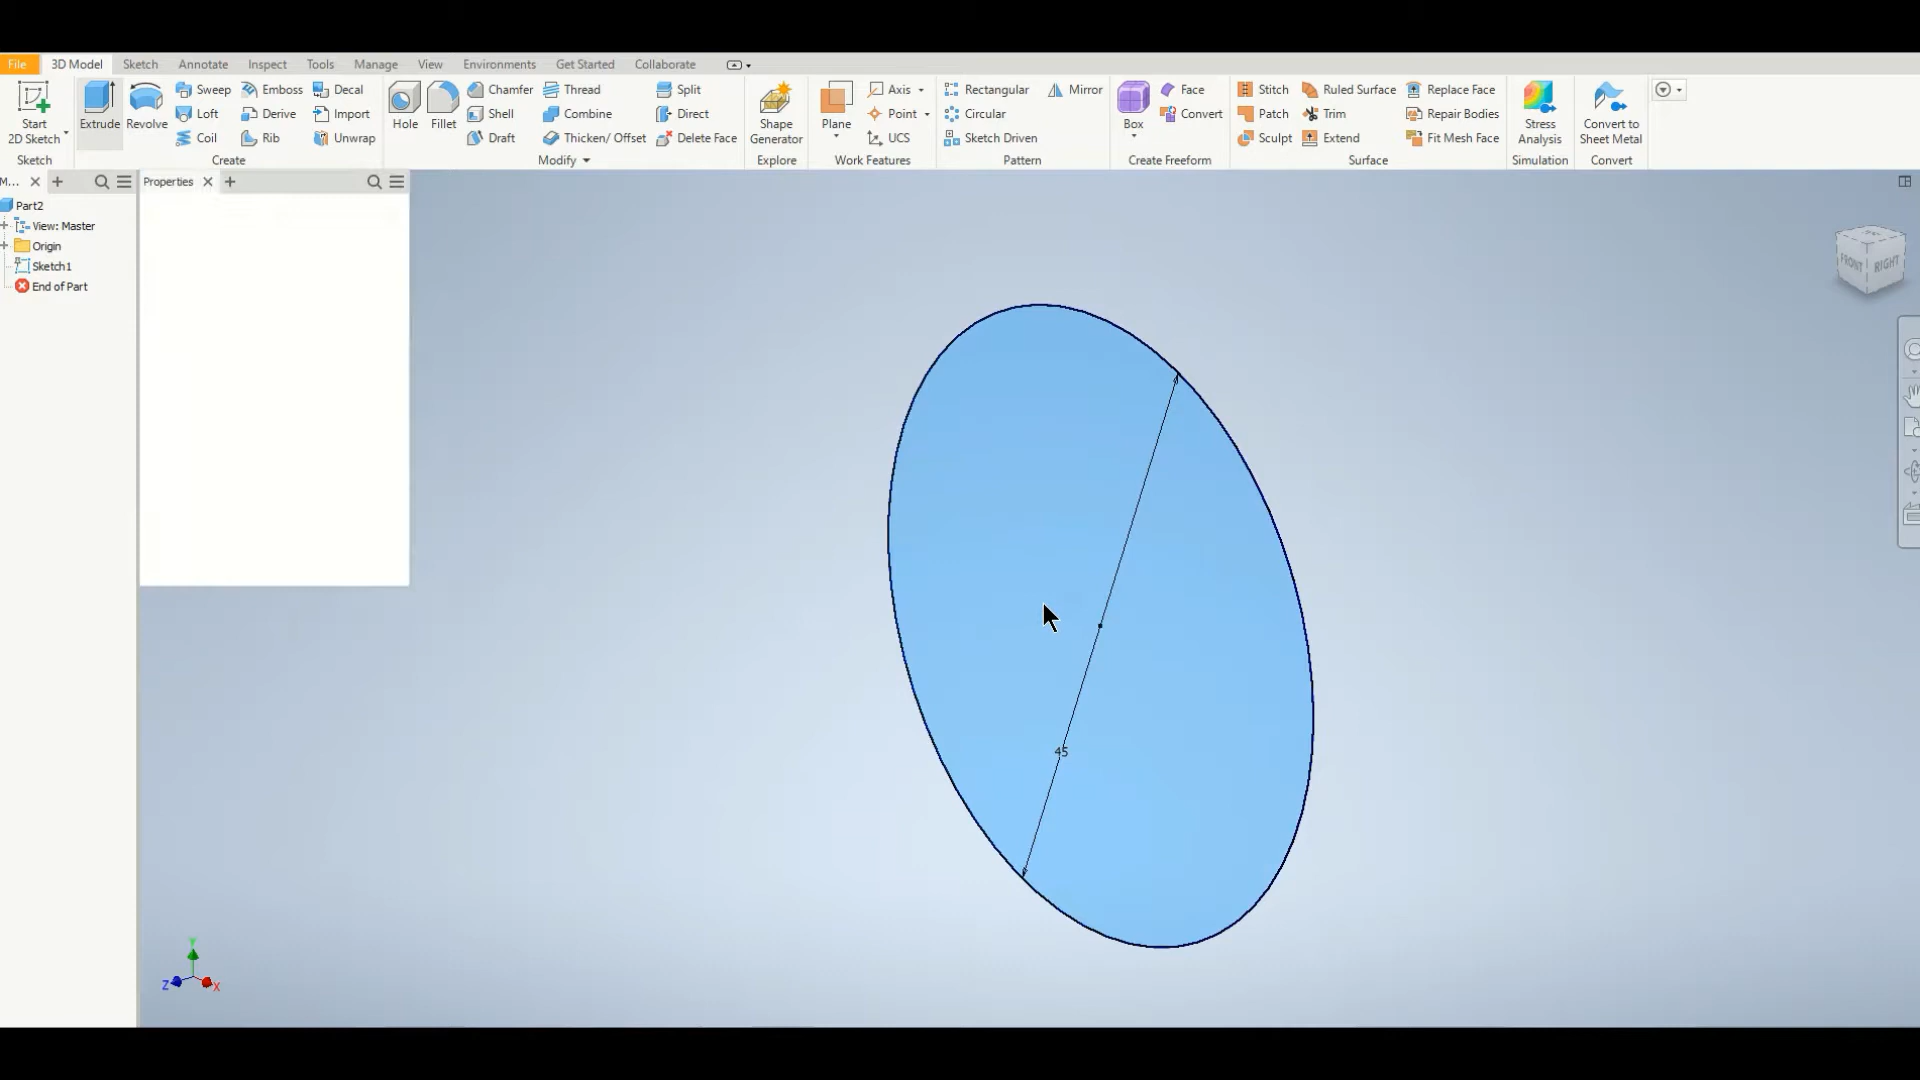 File 3D Model Sketch Annotate Inspect Tools Manage View Environments Get Started Collaborate
Start
2D Sketch
Sketch
Extrude
Revolve
Sweep Emboss Decal
Loft Derive Import
Coil Rib Unwrap
Create
Hole
Fillet
Chamfer Thread Split
Shell Combine Direct
Draft Thicken/ Offset Delete Face
Modify
Shape
Generator
Explore
Plane
Axis
Point
UCS
Work Features
Rectangular Mirror
Circular
Sketch Driven
Pattern
Box
Face
Convert
Create Freeform
Stitch Ruled Surface Replace Face
Patch Trim Repair Bodies
Sculpt Extend Fit Mesh Face
Surface
Stress
Analysis
Simulation
Convert to
Sheet Metal
Convert
M...
Properties
Part2
View: Master
Origin
Sketch1
End of Part
FRONT RIGHT
45
Y
Z
X